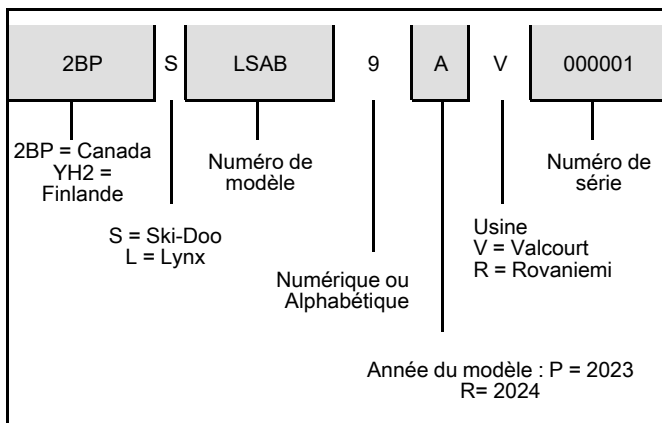 2BP S LSAB 9 A V 000001
2BP = Canada
YH2 =
Finlande
Numéro de
modèle
Numéro de
série
S = Ski-Doo
L = Lynx
Usine
V = Valcourt
R = Rovaniemi
Numérique ou
Alphabétique
Année du modèle : P = 2023
R= 2024